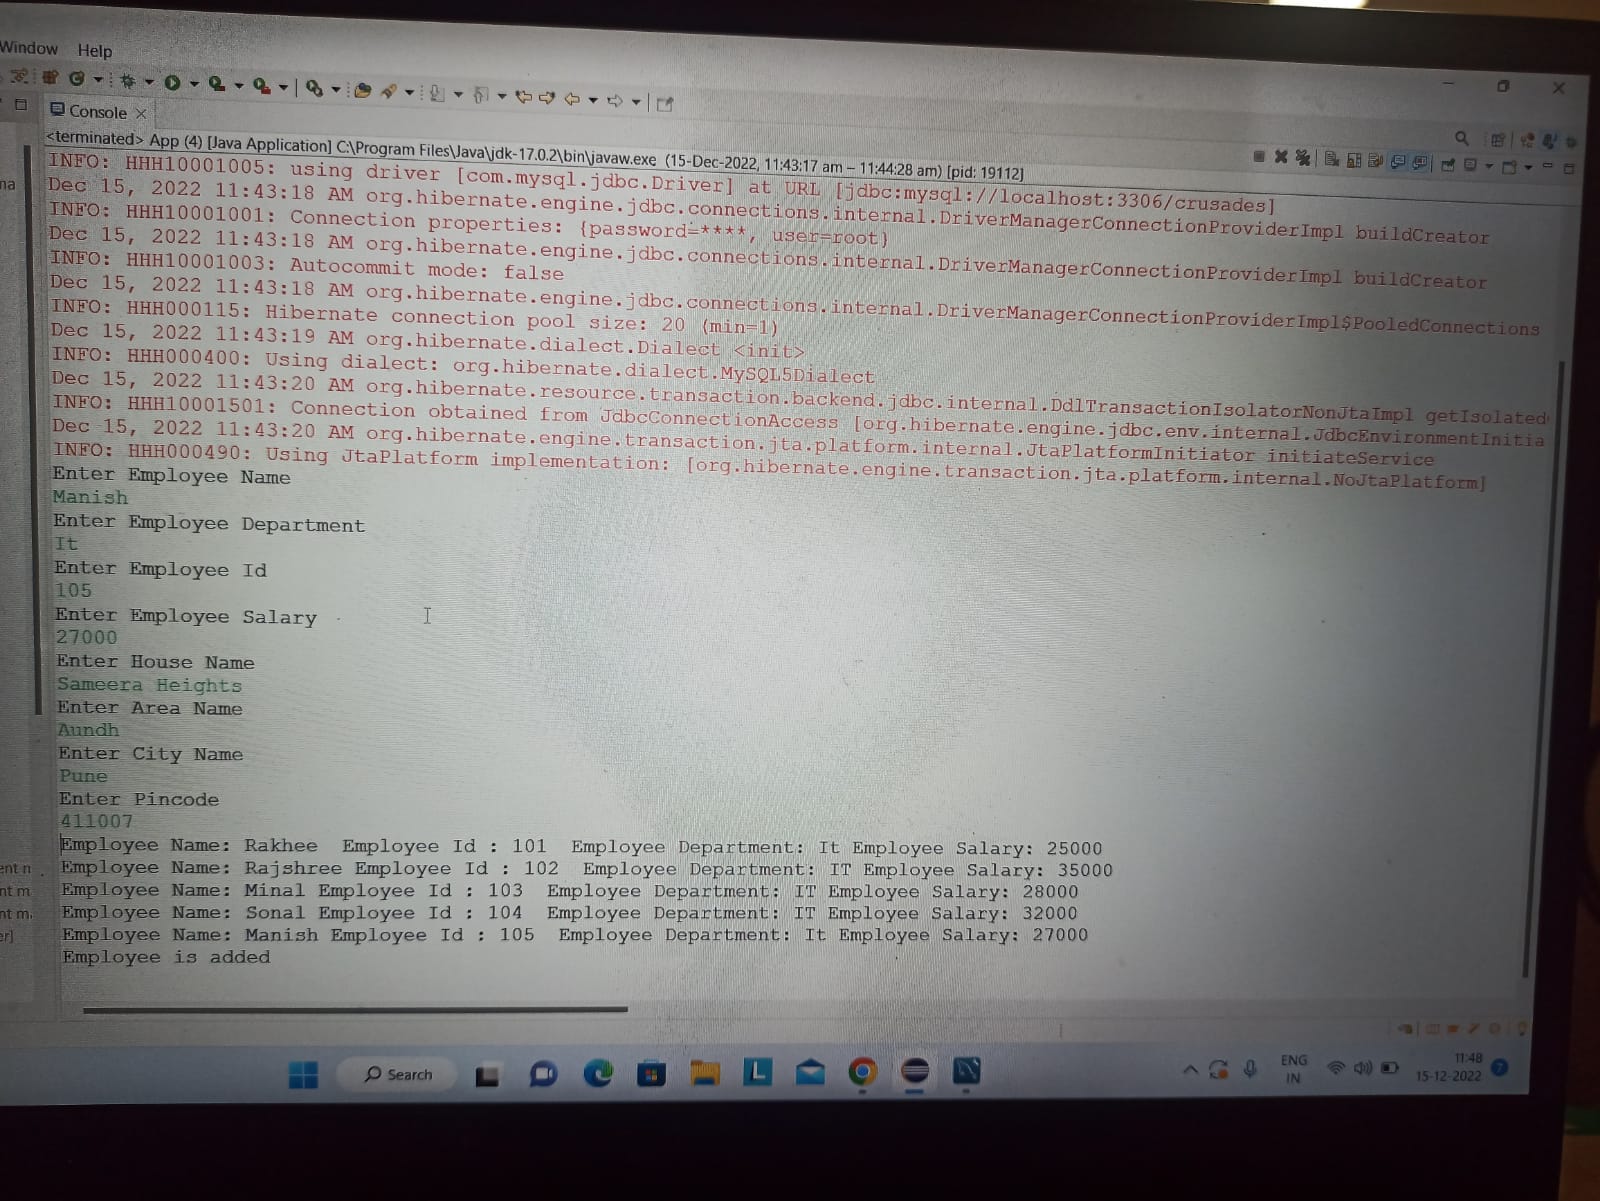 Window Help
Console
<terminated> App (4) [Java Application] C:\Program Files\Java\jdk-17.0.2\bin\javaw.exe (15-Dec-2022, 11:43:17 am – 11:44:28 am) [pid: 19112]
INFO: HHH10001005: using driver [com.mysql.jdbc.Driver] at URL [jdbc:mysql://localhost:3306/crusades]
Dec 15, 2022 11:43:18 AM org.hibernate.engine.jdbc.connections.internal.DriverManagerConnectionProviderImpl buildCreator
INFO: HHH10001001: Connection properties: {password=****, user=root}
Dec 15, 2022 11:43:18 AM org.hibernate.engine.jdbc.connections.internal.DriverManagerConnectionProviderImpl buildCreator
INFO: HHH10001003: Autocommit mode: false
Dec 15, 2022 11:43:18 AM org.hibernate.engine.jdbc.connections.internal.DriverManagerConnectionProviderImpl$PooledConnections
INFO: HHH000115: Hibernate connection pool size: 20 (min=1)
Dec 15, 2022 11:43:19 AM org.hibernate.dialect.Dialect <init>
INFO: HHH000400: Using dialect: org.hibernate.dialect.MySQL5Dialect
Dec 15, 2022 11:43:20 AM org.hibernate.resource.transaction.backend.jdbc.internal.DdlTransactionIsolatorNonJtaImpl getIsolated
INFO: HHH10001501: Connection obtained from JdbcConnectionAccess [org.hibernate.engine.jdbc.env.internal.JdbcEnvironmentInitia
Dec 15, 2022 11:43:20 AM org.hibernate.engine.transaction.jta.platform.internal.JtaPlatformInitiator initiateService
INFO: HHH000490: Using JtaPlatform implementation: [org.hibernate.engine.transaction.jta.platform.internal.NoJtaPlatform]
Enter Employee Name
Manish
Enter Employee Department
It
Enter Employee Id
105
Enter Employee Salary
27000
Enter House Name
Sameera Heights
Enter Area Name
Aundh
Enter City Name
Pune
Enter Pincode
411007
Employee Name: Rakhee  Employee Id : 101  Employee Department: It Employee Salary: 25000
Employee Name: Rajshree Employee Id : 102  Employee Department: IT Employee Salary: 35000
Employee Name: Minal Employee Id : 103  Employee Department: IT Employee Salary: 28000
Employee Name: Sonal Employee Id : 104  Employee Department: IT Employee Salary: 32000
Employee Name: Manish Employee Id : 105  Employee Department: It Employee Salary: 27000
Employee is added
Search
ENG
IN
11:48
15-12-2022